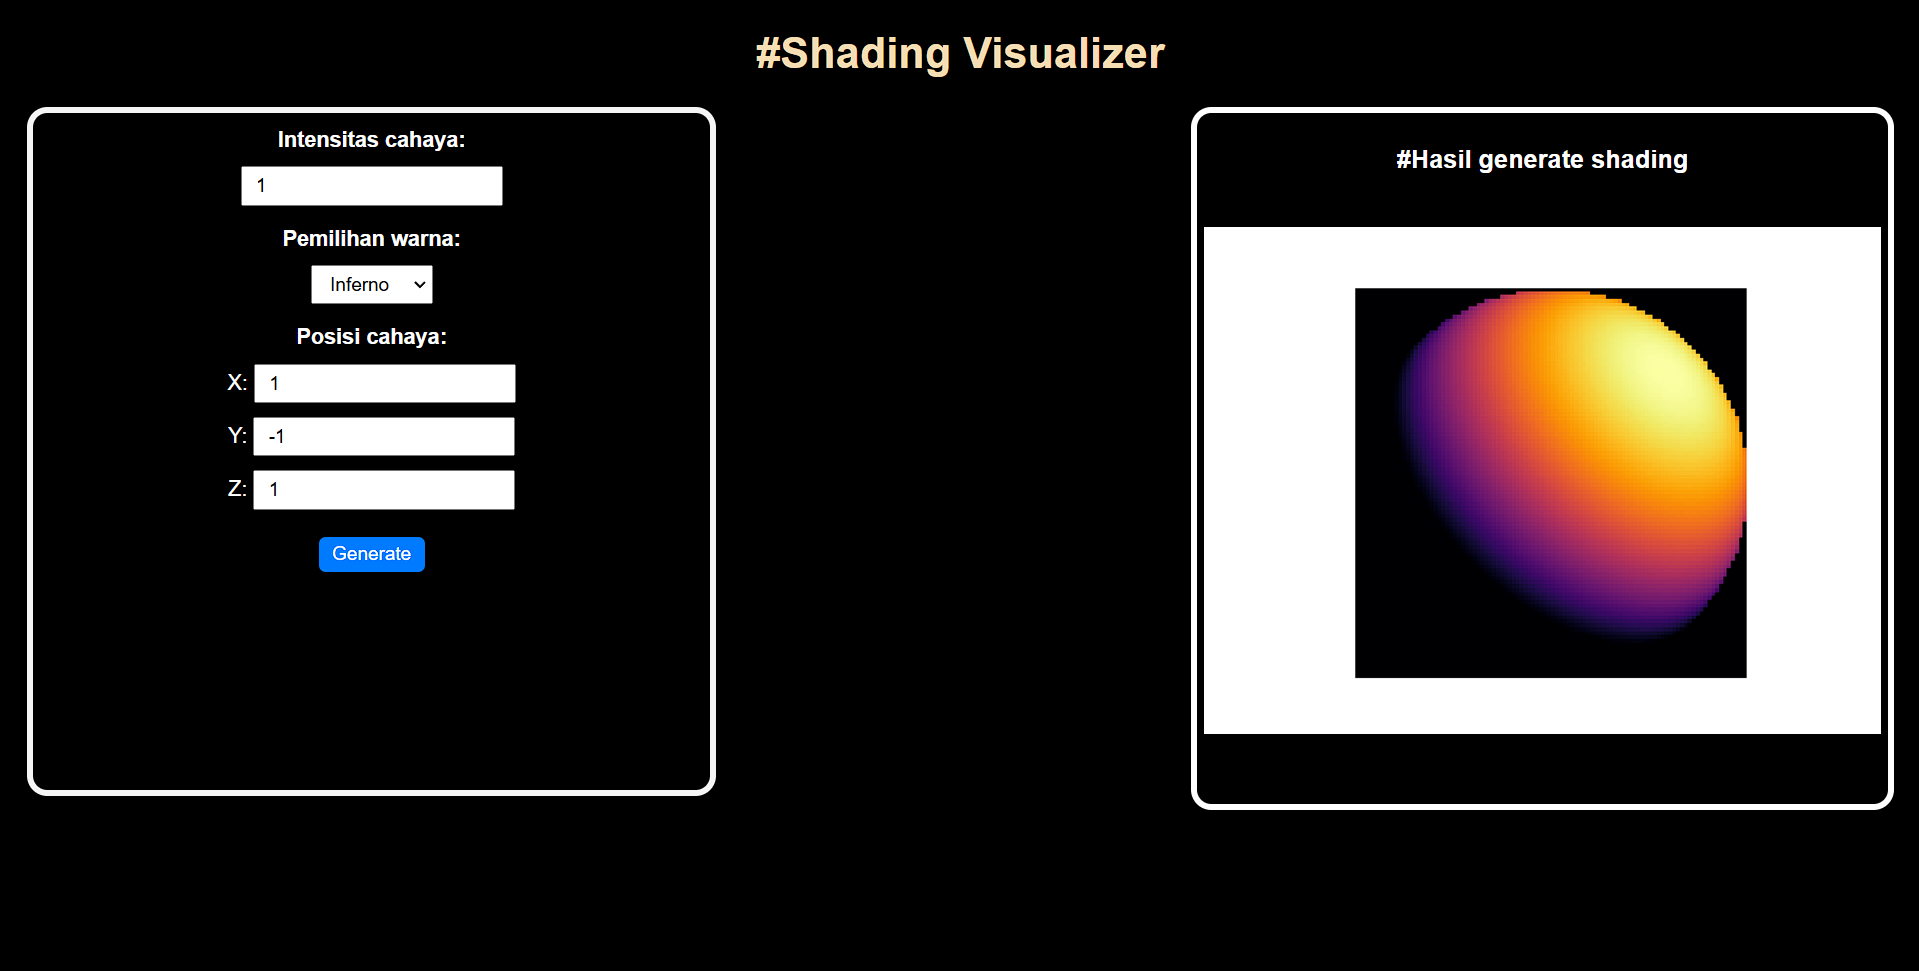 #Shading Visualizer
Intensitas cahaya:
1
Pemilihan warna:
Inferno
Posisi cahaya:
X: 1
Y: -1
Z: 1
Generate
#Hasil generate shading